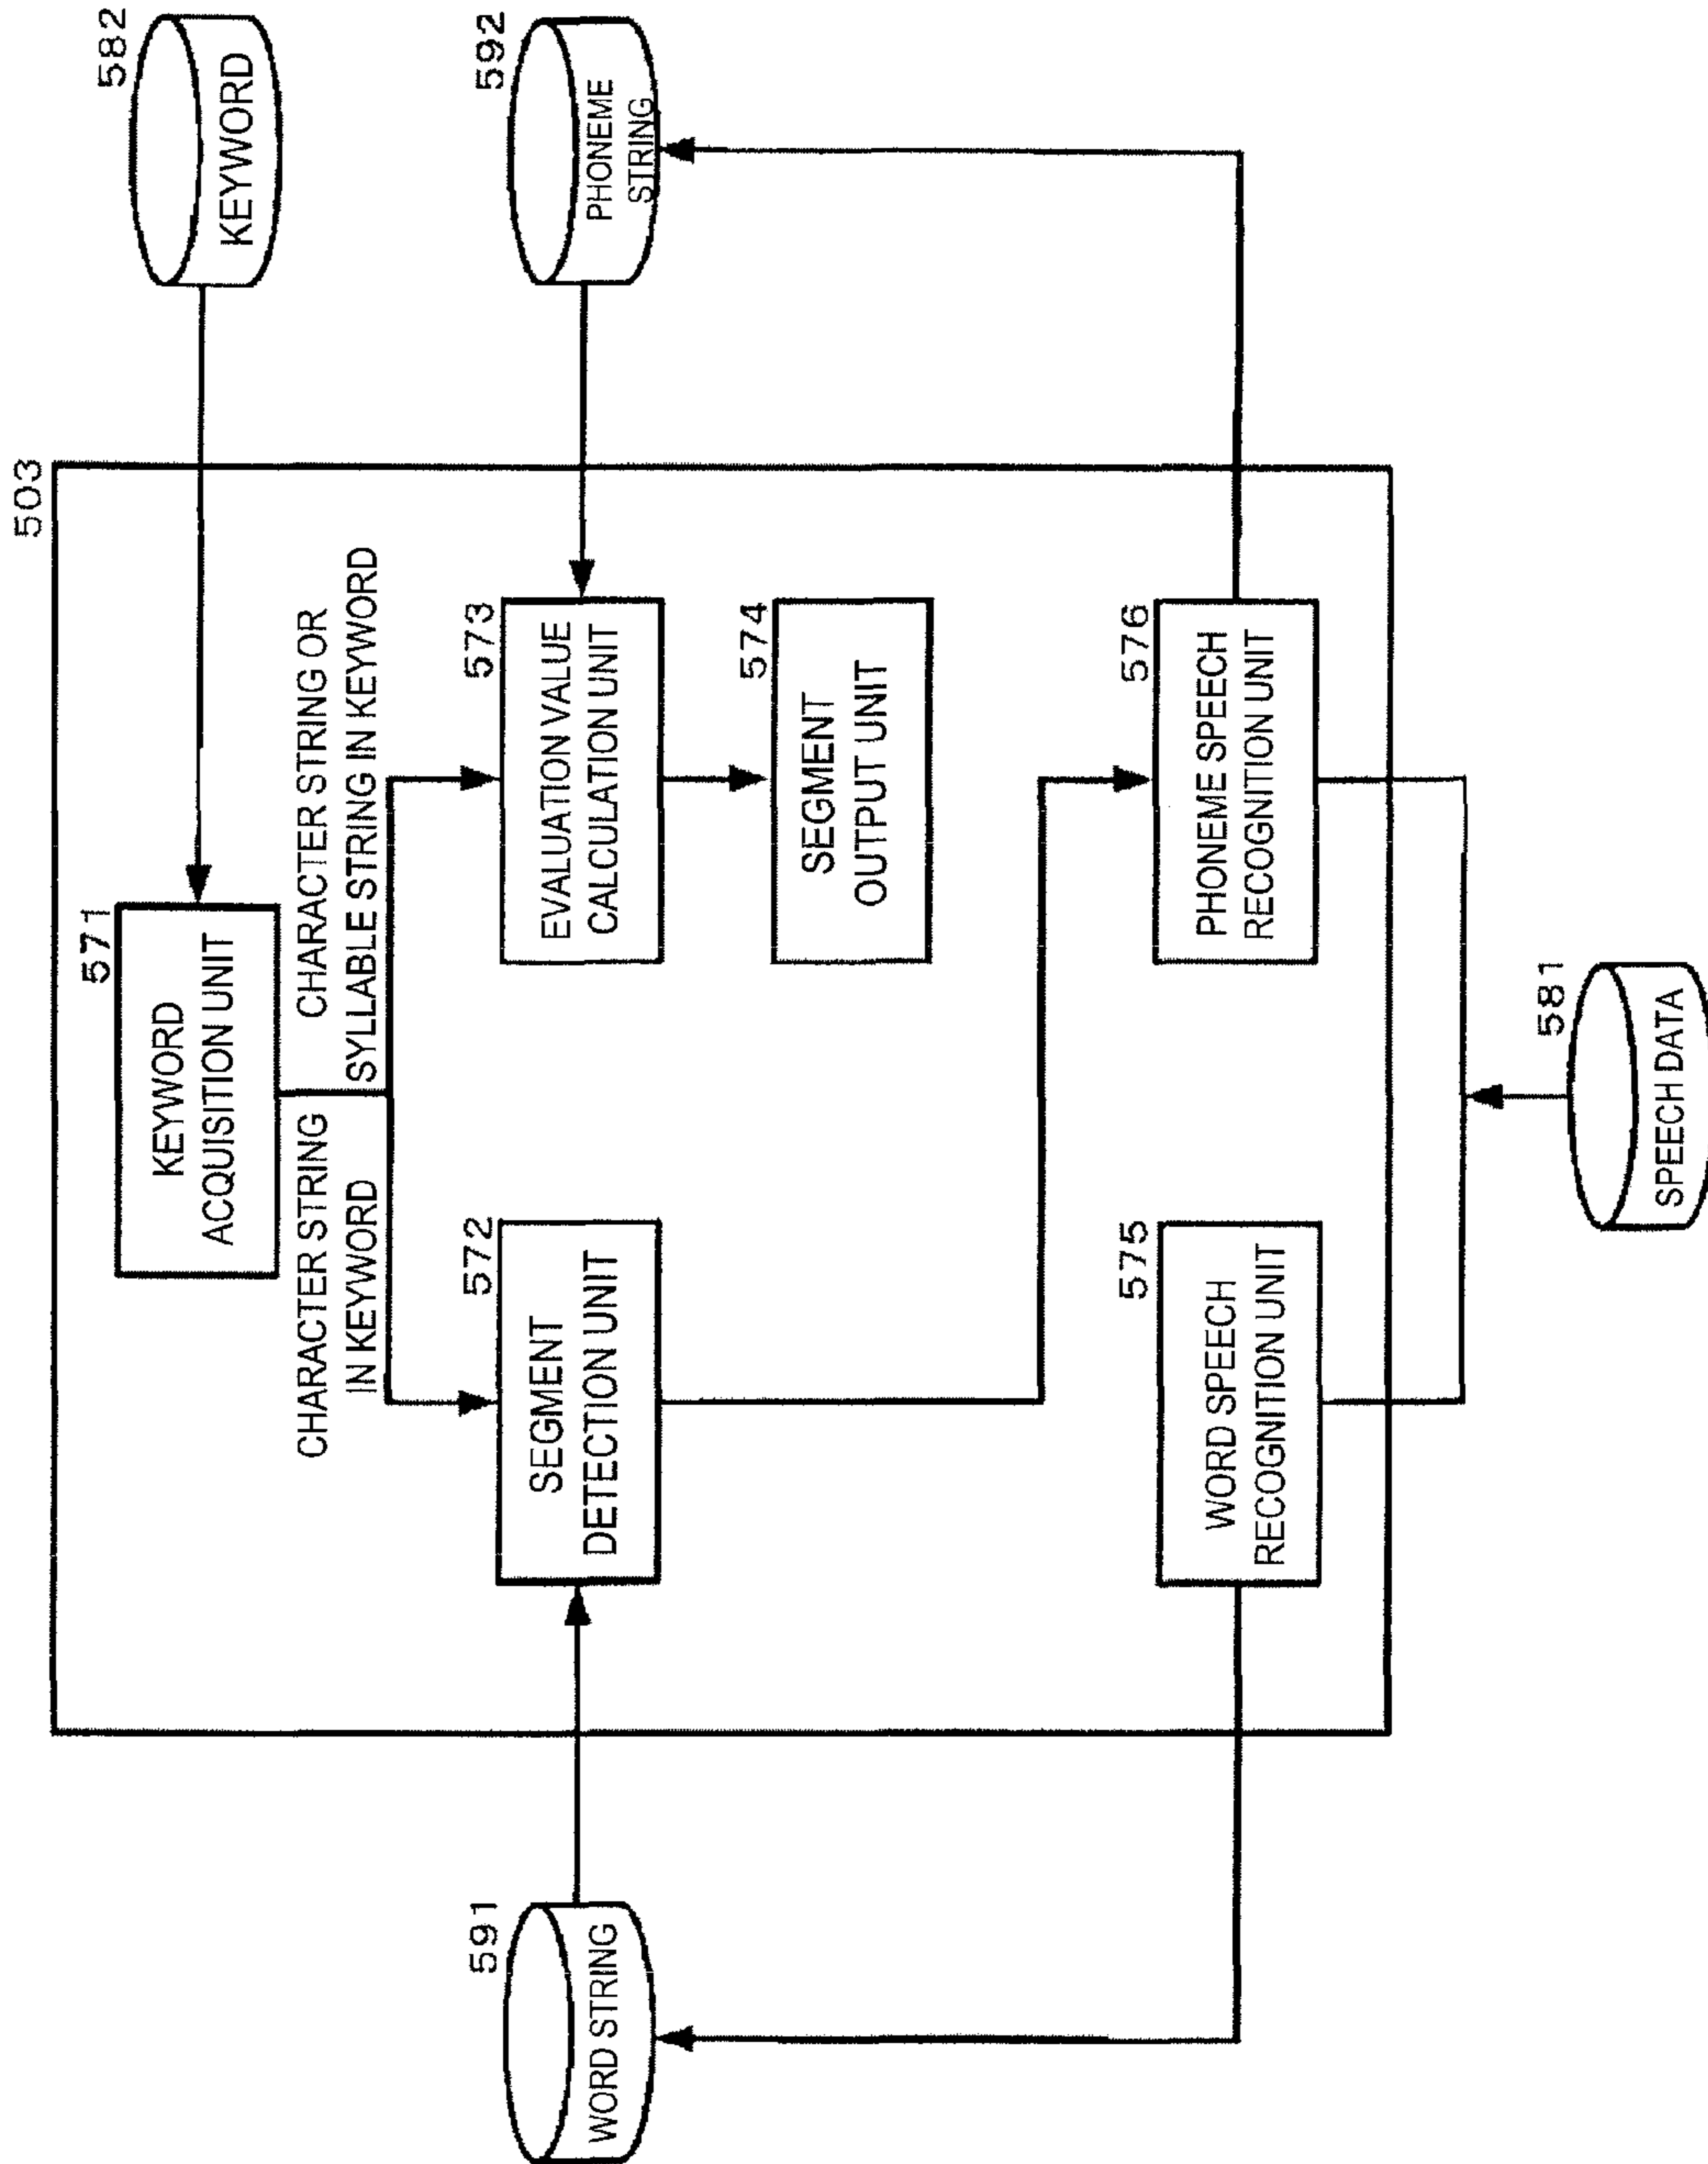 503
582
KEYWORD
571
KEYWORD
ACQUISITION UNIT
CHARACTER STRING
IN KEYWORD
CHARACTER STRING OR
SYLLABLE STRING IN KEYWORD
591
WORD STRING
572
SEGMENT
DETECTION UNIT
573
EVALUATION VALUE
CALCULATION UNIT
592
PHONEME
STRING
574
SEGMENT
OUTPUT UNIT
575
WORD SPEECH
RECOGNITION UNIT
576
PHONEME SPEECH
RECOGNITION UNIT
581
SPEECH DATA